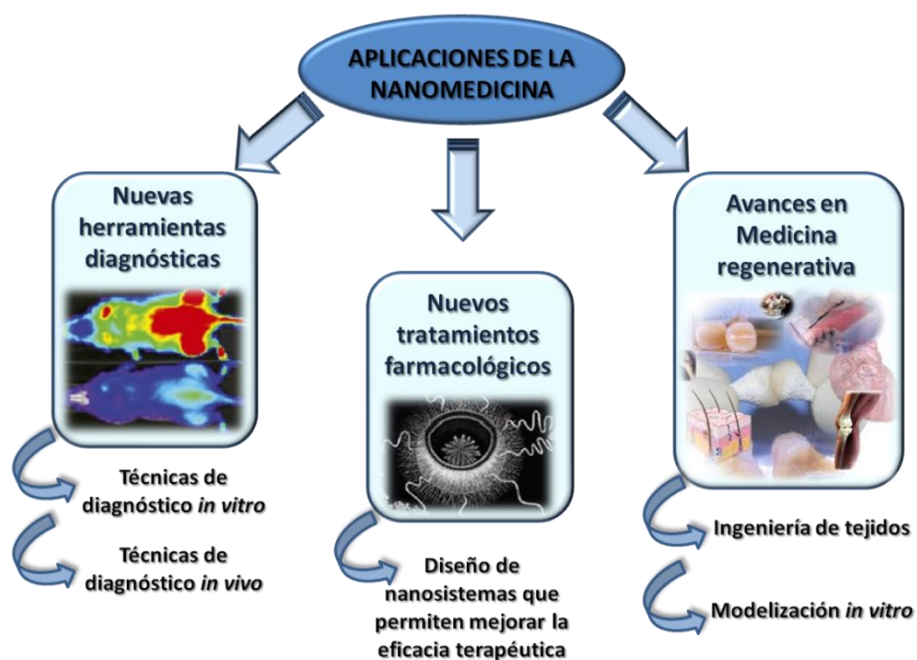 APLICACIONES DE LA
NANOMEDICINA
Nuevas
herramientas
diagnósticas
Técnicas de
diagnóstico in vitro
Técnicas de
diagnóstico in vivo
Nuevos
tratamientos
farmacológicos
Diseño de
nanosistemas que
permiten mejorar la
eficacia terapéutica
Avances en
Medicina
regenerativa
Ingeniería de tejidos
Modelización in vitro